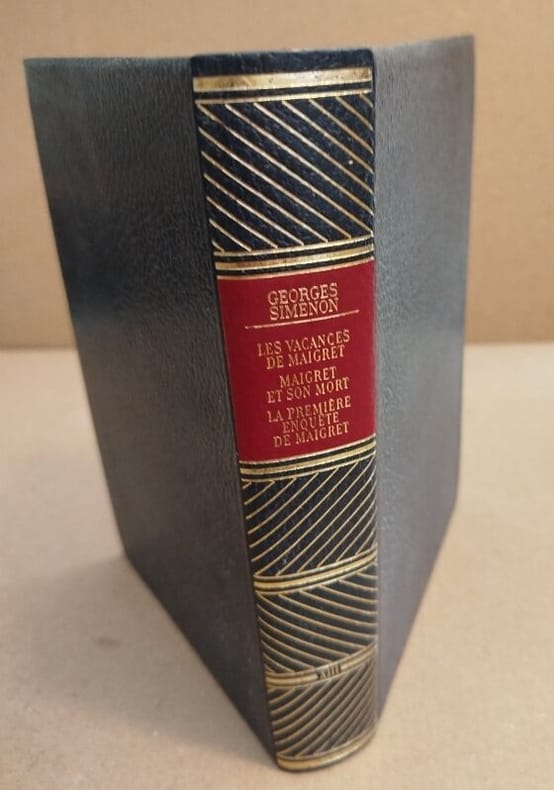 GEORGES
SIMENON
LES VACANCES
DE MAIGRET
MAIGRET
ET SON MORT
LA PREMIÈRE
ENQUÊTE
DE MAIGRET
XIII